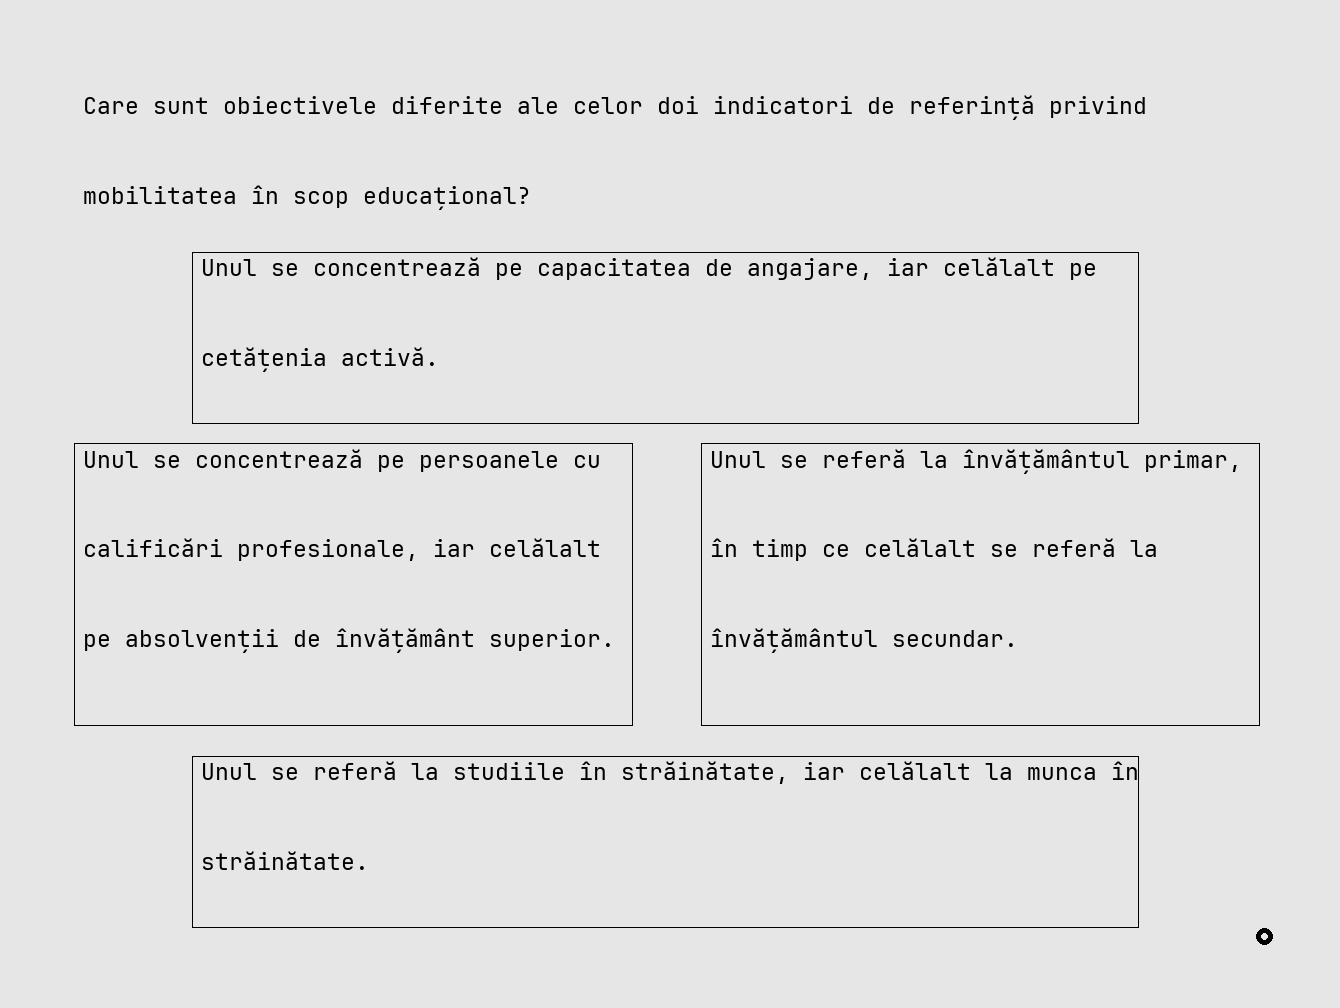 Care sunt obiectivele diferite ale celor doi indicatori de referință privind
mobilitatea în scop educațional?
Unul se concentrează pe capacitatea de angajare, iar celălalt pe
cetățenia activă.
Unul se concentrează pe persoanele cu
calificări profesionale, iar celălalt
pe absolvenții de învățământ superior.
Unul se referă la învățământul primar,
în timp ce celălalt se referă la
învățământul secundar.
Unul se referă la studiile în străinătate, iar celălalt la munca în
străinătate.